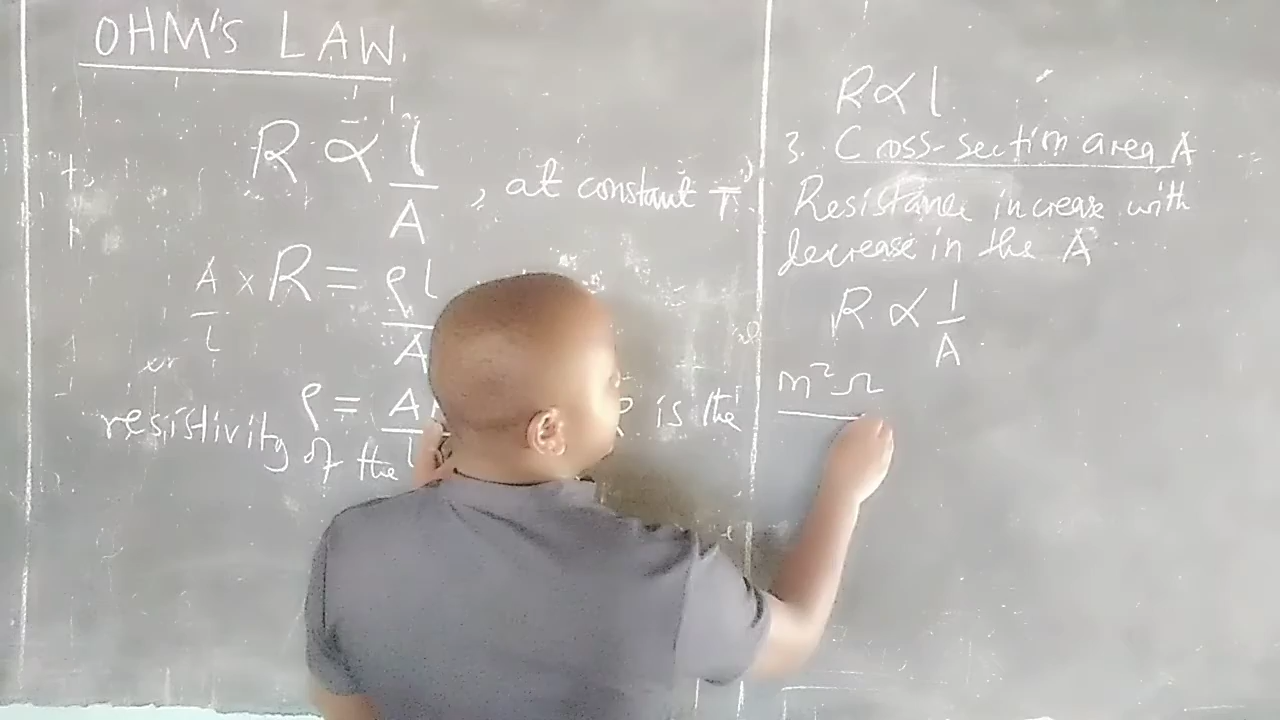 OHM'S LAW.
R ∝ l/A , at constant T.
A/l × R = ρl/A
or
ρ = A
is the
resistivity of the
R ∝ l
3. Cross-section area A
Resistance increase with
decrease in the A
R ∝ 1/A
m²Ω